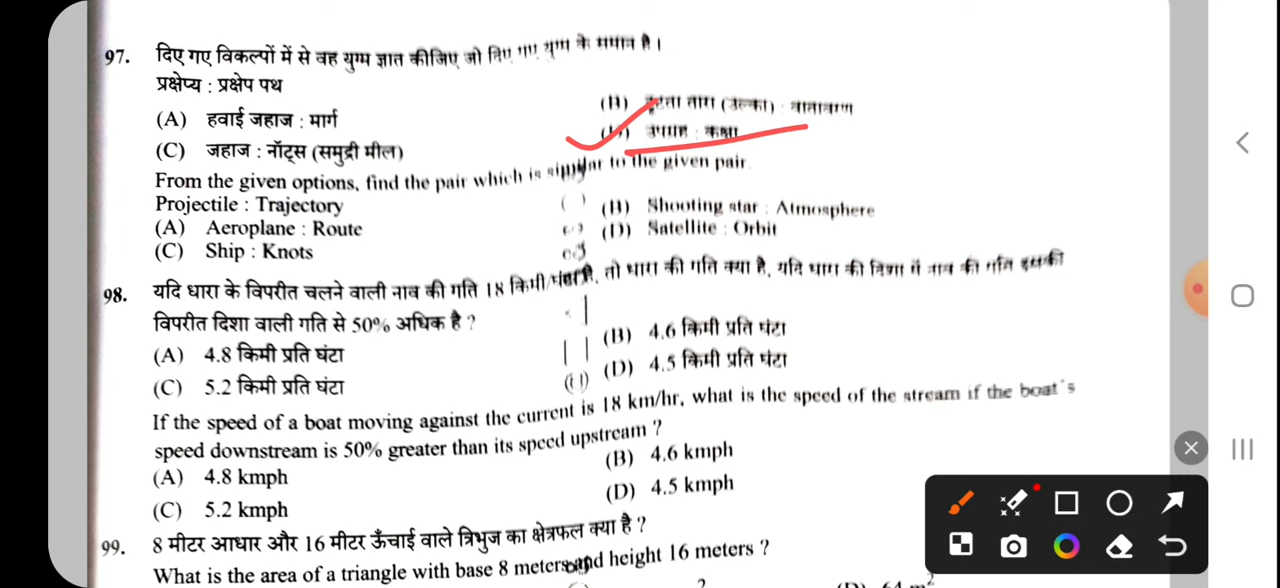 97. दिए गए विकल्पों में से वह युग्म ज्ञात कीजिए जो दिए गए युग्म के समान है।
प्रक्षेप्य : प्रक्षेप पथ
(A) हवाई जहाज : मार्ग
(B) टूटता तारा (उल्का) : वातावरण
(C) जहाज : नॉट्स (समुद्री मील)
(D) उपग्रह : कक्षा
From the given options, find the pair which is similar to the given pair.
Projectile : Trajectory
(A) Aeroplane : Route
(B) Shooting star : Atmosphere
(C) Ship : Knots
(D) Satellite : Orbit
98. यदि धारा के विपरीत चलने वाली नाव की गति 18 किमी/घंटा है, तो धारा की गति क्या है, यदि धारा की दिशा में नाव की गति इसकी
विपरीत दिशा वाली गति से 50% अधिक है ?
(A) 4.8 किमी प्रति घंटा
(B) 4.6 किमी प्रति घंटा
(C) 5.2 किमी प्रति घंटा
(D) 4.5 किमी प्रति घंटा
If the speed of a boat moving against the current is 18 km/hr, what is the speed of the stream if the boat's
speed downstream is 50% greater than its speed upstream ?
(A) 4.8 kmph
(B) 4.6 kmph
(C) 5.2 kmph
(D) 4.5 kmph
99. 8 मीटर आधार और 16 मीटर ऊँचाई वाले त्रिभुज का क्षेत्रफल क्या है ?
What is the area of a triangle with base 8 meters and height 16 meters ?